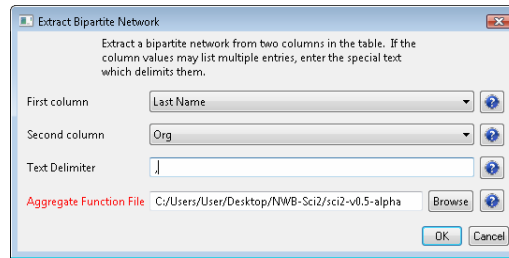 Extract Bipartite Network
Extract a bipartite network from two columns in the table. If the
column values may list multiple entries, enter the special text
which delimits them.
First column
Last Name
Second column
Org
Text Delimiter
,
Aggregate Function File
C:/Users/User/Desktop/NWB-Sci2/sci2-v0.5-alpha
Browse
OK
Cancel